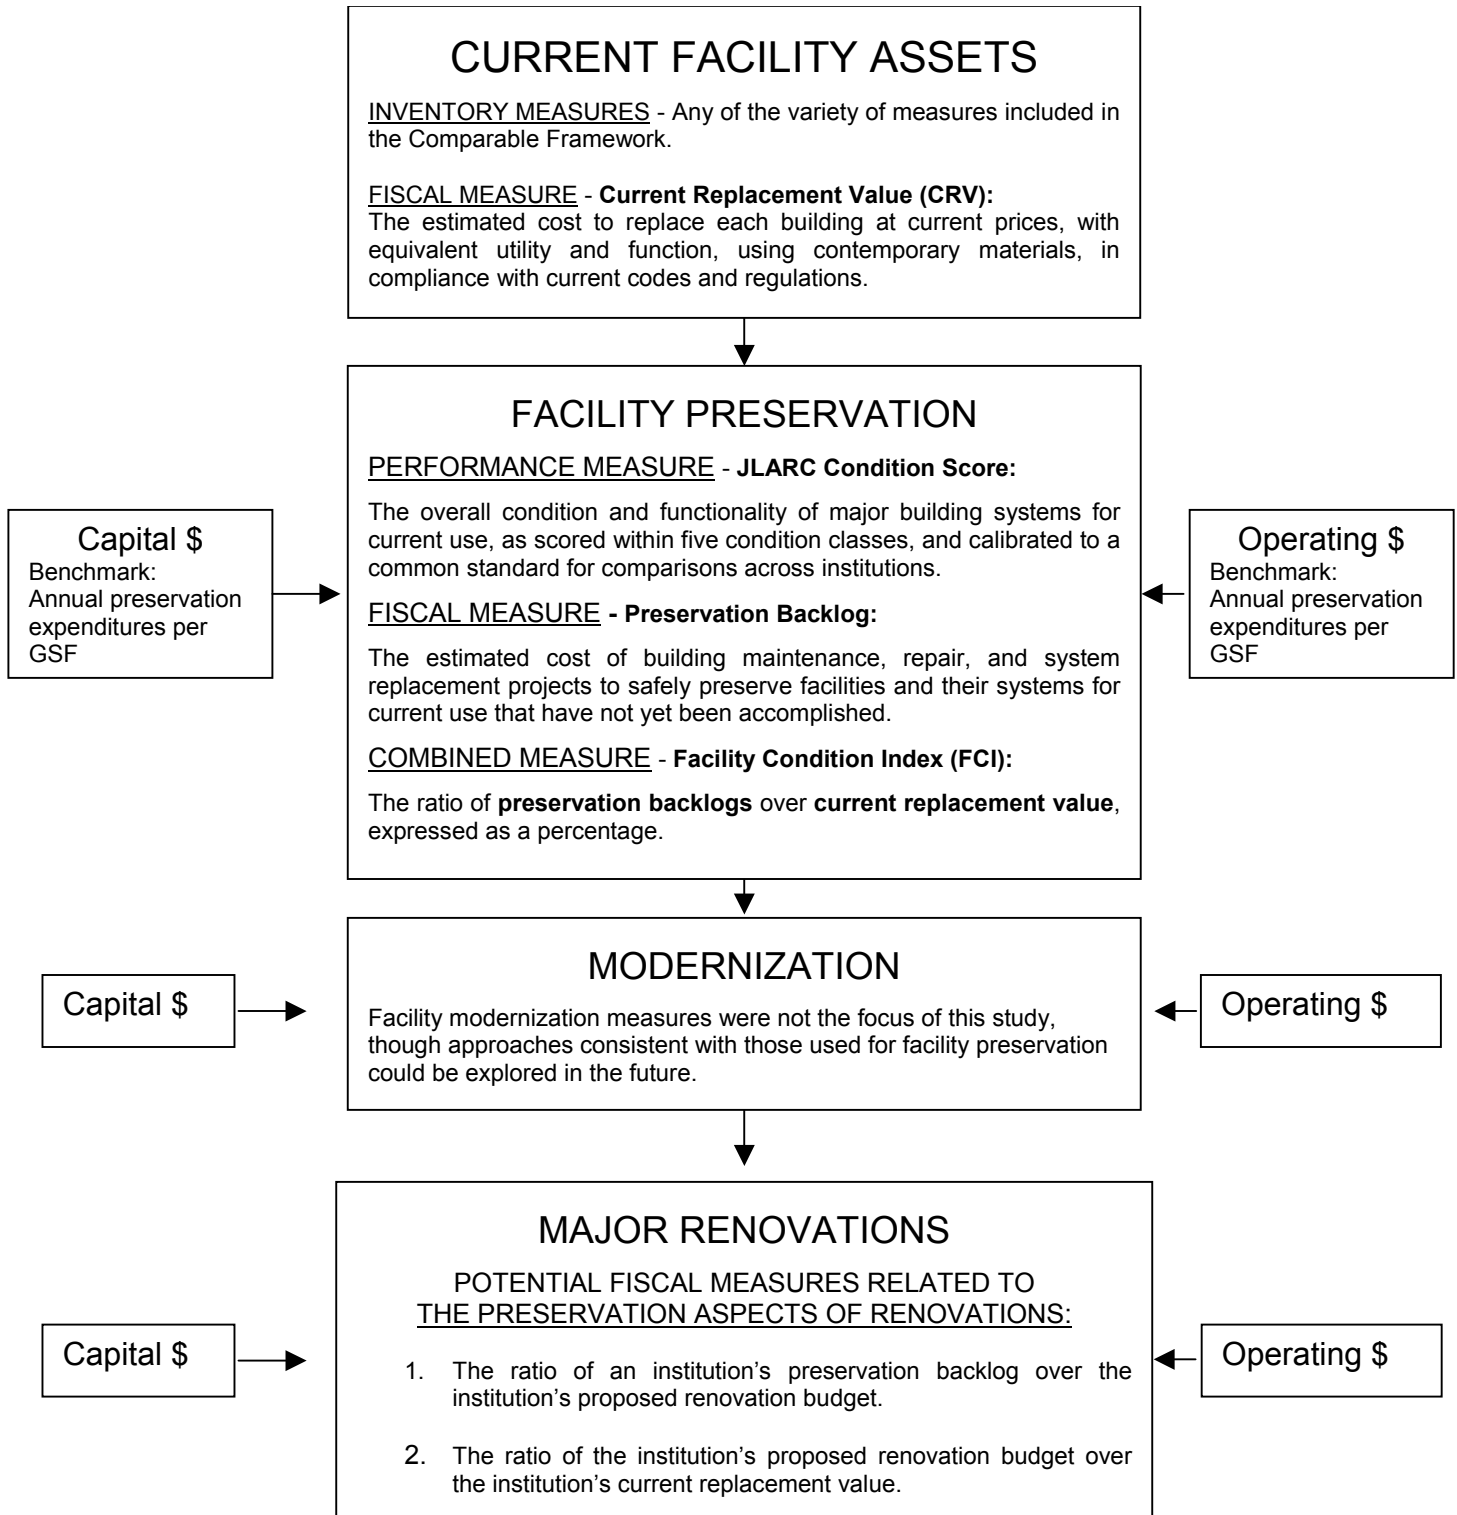 CURRENT FACILITY ASSETS
INVENTORY MEASURES - Any of the variety of measures included in
the Comparable Framework.
FISCAL MEASURE - Current Replacement Value (CRV):
The estimated cost to replace each building at current prices, with
equivalent utility and function, using contemporary materials, in
compliance with current codes and regulations.
FACILITY PRESERVATION
PERFORMANCE MEASURE - JLARC Condition Score:
The overall condition and functionality of major building systems for
current use, as scored within five condition classes, and calibrated to a
common standard for comparisons across institutions.
FISCAL MEASURE - Preservation Backlog:
The estimated cost of building maintenance, repair, and system
replacement projects to safely preserve facilities and their systems for
current use that have not yet been accomplished.
COMBINED MEASURE - Facility Condition Index (FCI):
The ratio of preservation backlogs over current replacement value,
expressed as a percentage.
Capital $
Benchmark:
Annual preservation
expenditures per
GSF
Operating $
Benchmark:
Annual preservation
expenditures per
GSF
MODERNIZATION
Facility modernization measures were not the focus of this study,
though approaches consistent with those used for facility preservation
could be explored in the future.
Capital $
Operating $
MAJOR RENOVATIONS
POTENTIAL FISCAL MEASURES RELATED TO
THE PRESERVATION ASPECTS OF RENOVATIONS:
1. The ratio of an institution's preservation backlog over the
institution's proposed renovation budget.
2. The ratio of the institution's proposed renovation budget over
the institution's current replacement value.
Capital $
Operating $